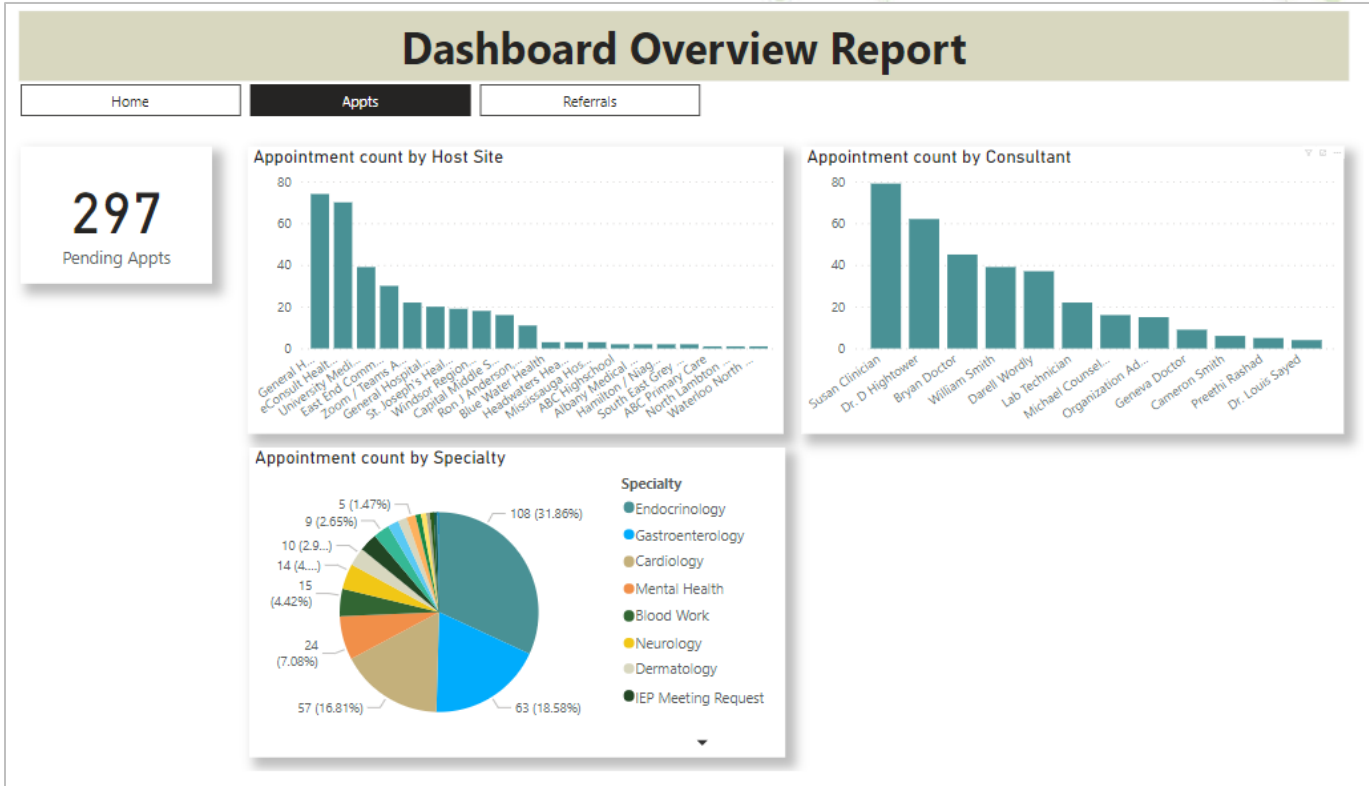 Dashboard Overview Report
Home
Appts
Referrals
297
Pending Appts
Appointment count by Host Site
80
60
40
20
0
General H...
eConsult Healt...
University Medi...
East End Comm...
Zoom / Teams A...
General Hospital...
St. Joseph's Heal...
Windsor Region...
Capital Middle S...
Ron J Anderson...
Blue Water Health
Headwaters Hea...
Mississauga Hos...
ABC Highschool
Albany Medical ...
Hamilton / Niag...
South East Grey ...
ABC Primary Care
North Lambton ...
Waterloo North ...
Appointment count by Consultant
80
60
40
20
0
Susan Clinician
Dr. D Hightower
Bryan Doctor
William Smith
Darell Wordly
Lab Technician
Michael Counsel...
Organization Ad...
Geneva Doctor
Cameron Smith
Preethi Rashad
Dr. Louis Sayed
Appointment count by Specialty
5 (1.47%)
9 (2.65%)
10 (2.9...)
14 (4....)
15
(4.42%)
24
(7.08%)
57 (16.81%)
108 (31.86%)
63 (18.58%)
Specialty
Endocrinology
Gastroenterology
Cardiology
Mental Health
Blood Work
Neurology
Dermatology
IEP Meeting Request